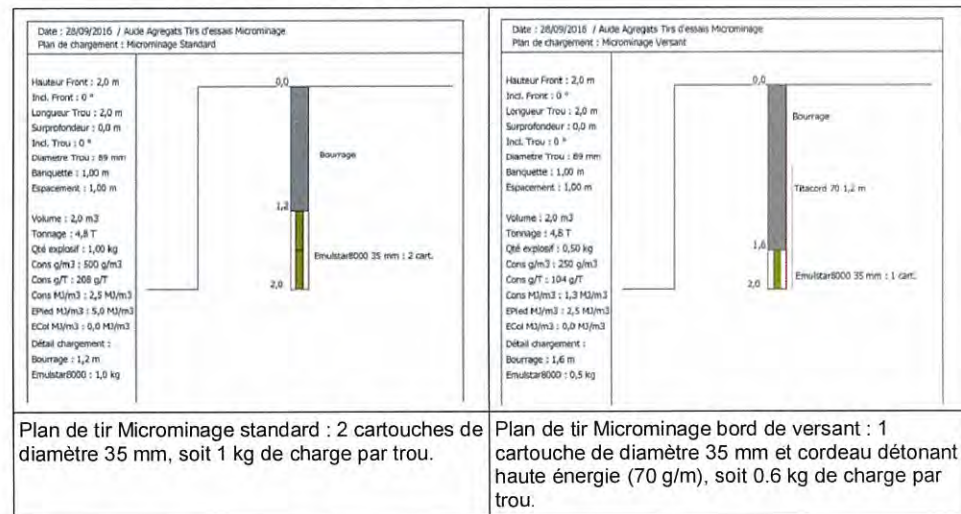 Date : 28/09/2016 / Aude Agregats Tirs d'essais Microminage
Plan de chargement : Microminage Standard
Hauteur Front : 2,0 m
Incl. Front : 0 °
Longueur Trou : 2,0 m
Surprofondeur : 0,0 m
Incl. Trou : 0 °
Diametre Trou : 89 mm
Banquette : 1,00 m
Espacement : 1,00 m
Volume : 2,0 m3
Tonnage : 4,8 T
Qté explosif : 1,00 kg
Cons g/m3 : 500 g/m3
Cons g/T : 208 g/T
Cons MJ/m3 : 2,5 MJ/m3
EPied MJ/m3 : 5,0 MJ/m3
ECol MJ/m3 : 0,0 MJ/m3
Détail chargement :
Bourrage : 1,2 m
Emulstar8000 : 1,0 kg
0,0
Bourrage
1,2
Emulstar8000 35 mm : 2 cart.
2,0
Plan de tir Microminage standard : 2 cartouches de
diamètre 35 mm, soit 1 kg de charge par trou.
Date : 28/09/2016 / Aude Agregats Tirs d'essais Microminage
Plan de chargement : Microminage Versant
Hauteur Front : 2,0 m
Incl. Front : 0 °
Longueur Trou : 2,0 m
Surprofondeur : 0,0 m
Incl. Trou : 0 °
Diametre Trou : 89 mm
Banquette : 1,00 m
Espacement : 1,00 m
Volume : 2,0 m3
Tonnage : 4,8 T
Qté explosif : 0,50 kg
Cons g/m3 : 250 g/m3
Cons g/T : 104 g/T
Cons MJ/m3 : 1,3 MJ/m3
EPied MJ/m3 : 2,5 MJ/m3
ECol MJ/m3 : 0,0 MJ/m3
Détail chargement :
Bourrage : 1,6 m
Emulstar8000 : 0,5 kg
0,0
Bourrage
Titacord 70 1,2 m
1,6
Emulstar8000 35 mm : 1 cart.
2,0
Plan de tir Microminage bord de versant : 1
cartouche de diamètre 35 mm et cordeau détonant
haute énergie (70 g/m), soit 0.6 kg de charge par
trou.